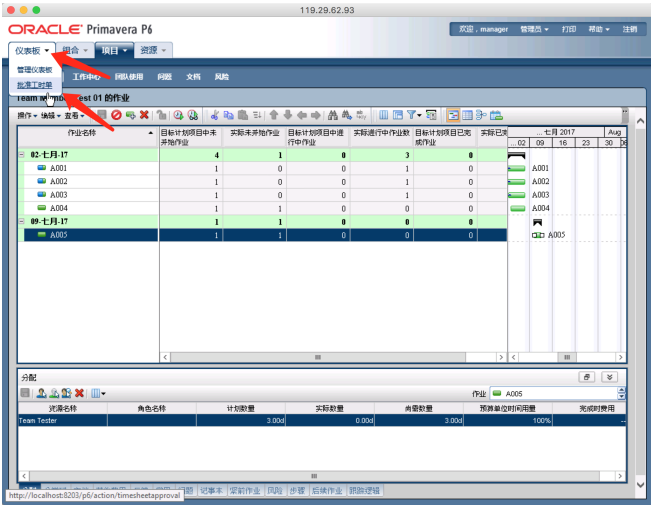 119.29.62.93
ORACLE Primavera P6
欢迎, manager 管理员 打印 帮助 注销
仪表板 组合 项目 资源
管理仪表板
工作中心 团队使用 问题 文档 风险
批准工时单
est 01 的作业
操作 编辑 查看
作业名称 目标计划项目中未开始作业 实际未开始作业 目标计划项目中进行中作业 实际进行中作业数 目标计划项目已完成作业 实际已完
... 七月 2017 Aug
... 02 09 16 23 30
02-七月-17 4 1 0 3 0
A001 1 0 0 1 0 A001
A002 1 0 0 1 0 A002
A003 1 0 0 1 0 A003
A004 1 1 0 0 0 A004
09-七月-17 1 1 0 0 0
A005 1 1 0 0 0 A005
分配
作业 A005
资源名称 角色名称 计划数量 实际数量 尚需数量 预算单位时间用量 完成时费用
Team Tester 3.00d 0.00d 3.00d 100% --
记事本 紧前作业 风险 步骤 后续作业 跟踪逻辑
http://localhost:8203/p6/action/timesheetapproval